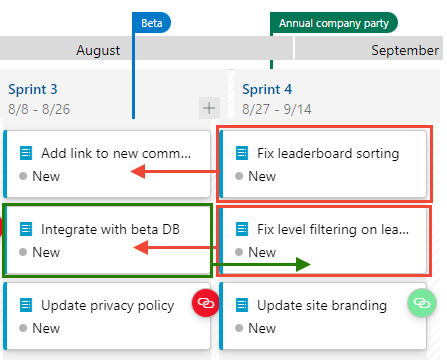 Beta
Annual company party
August
September
Sprint 3
8/8 - 8/26
Sprint 4
8/27 - 9/14
Add link to new comm...
New
Fix leaderboard sorting
New
Integrate with beta DB
New
Fix level filtering on lea...
New
Update privacy policy
New
Update site branding
New